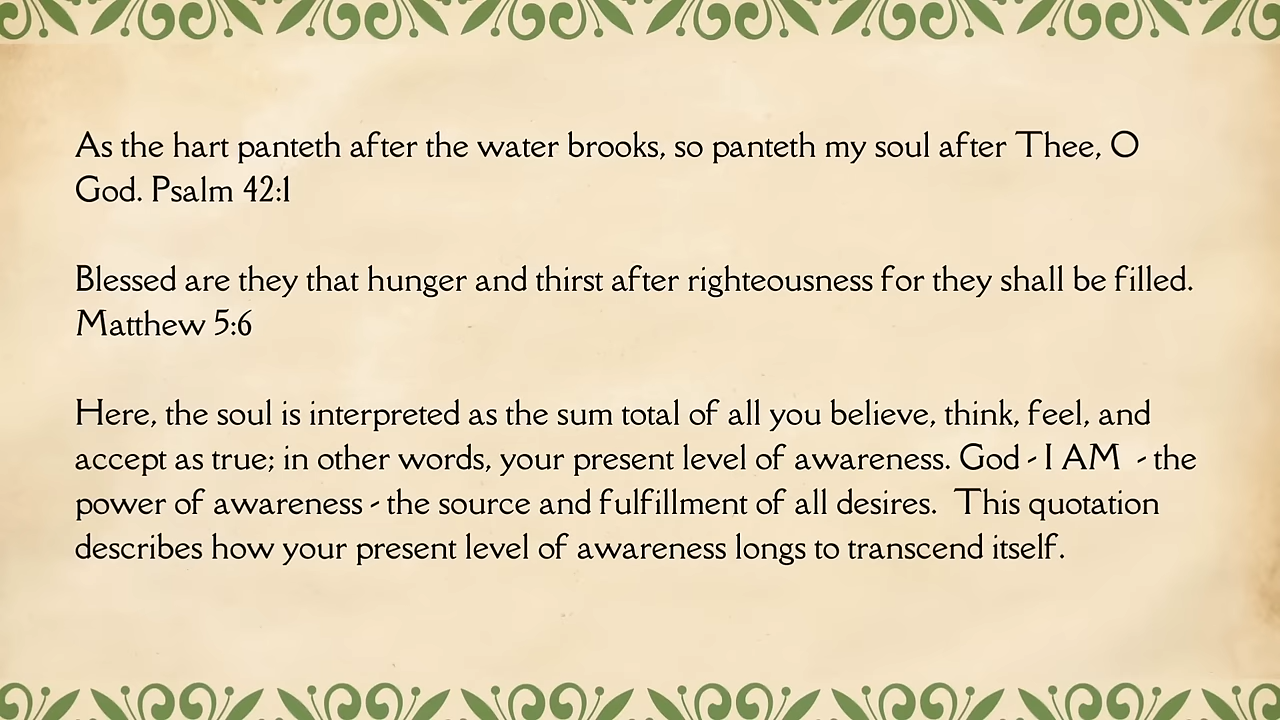 As the hart panteth after the water brooks, so panteth my soul after Thee, O
God. Psalm 42:1
Blessed are they that hunger and thirst after righteousness for they shall be filled.
Matthew 5:6
Here, the soul is interpreted as the sum total of all you believe, think, feel, and
accept as true; in other words, your present level of awareness. God - I AM  - the
power of awareness - the source and fulfillment of all desires.  This quotation
describes how your present level of awareness longs to transcend itself.